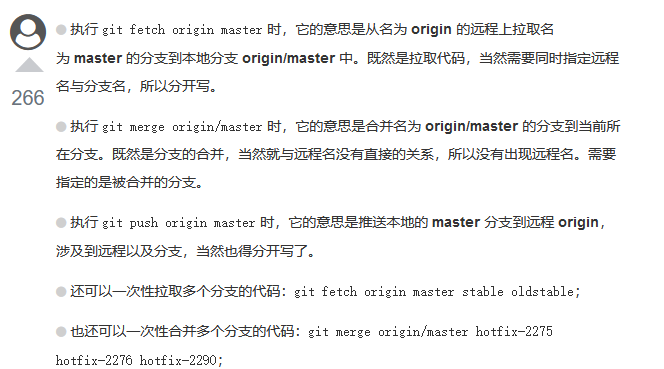 执行 git fetch origin master 时，它的意思是从名为 origin 的远程上拉取名
为 master 的分支到本地分支 origin/master 中。既然是拉取代码，当然需要同时指定远程
名与分支名，所以分开写。
266
执行 git merge origin/master 时，它的意思是合并名为 origin/master 的分支到当前所
在分支。既然是分支的合并，当然就与远程名没有直接的关系，所以没有出现远程名。需要
指定的是被合并的分支。
执行 git push origin master 时，它的意思是推送本地的 master 分支到远程 origin，
涉及到远程以及分支，当然也得分开写了。
还可以一次性拉取多个分支的代码：git fetch origin master stable oldstable；
也还可以一次性合并多个分支的代码：git merge origin/master hotfix-2275
hotfix-2276 hotfix-2290；